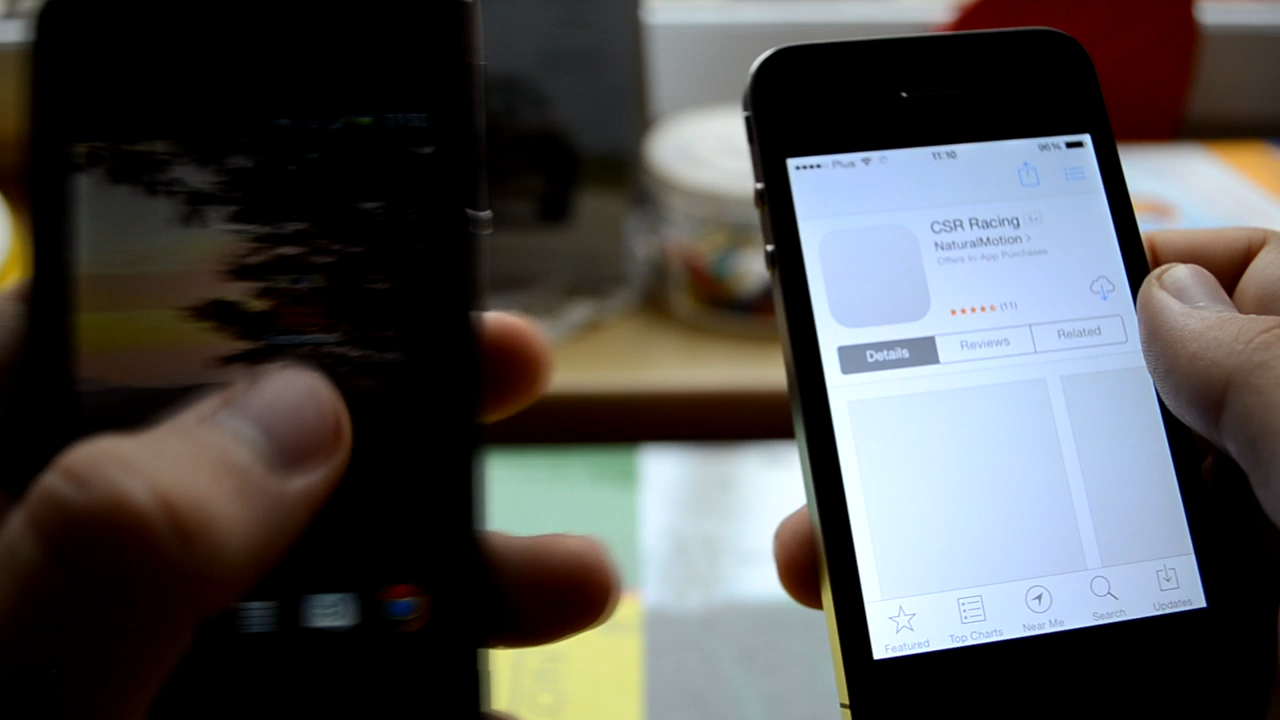 Plus 11:10 96%
CSR Racing 4+
NaturalMotion >
Offers In-App Purchases
(11)
Details Reviews Related
Featured Top Charts Near Me Search Updates